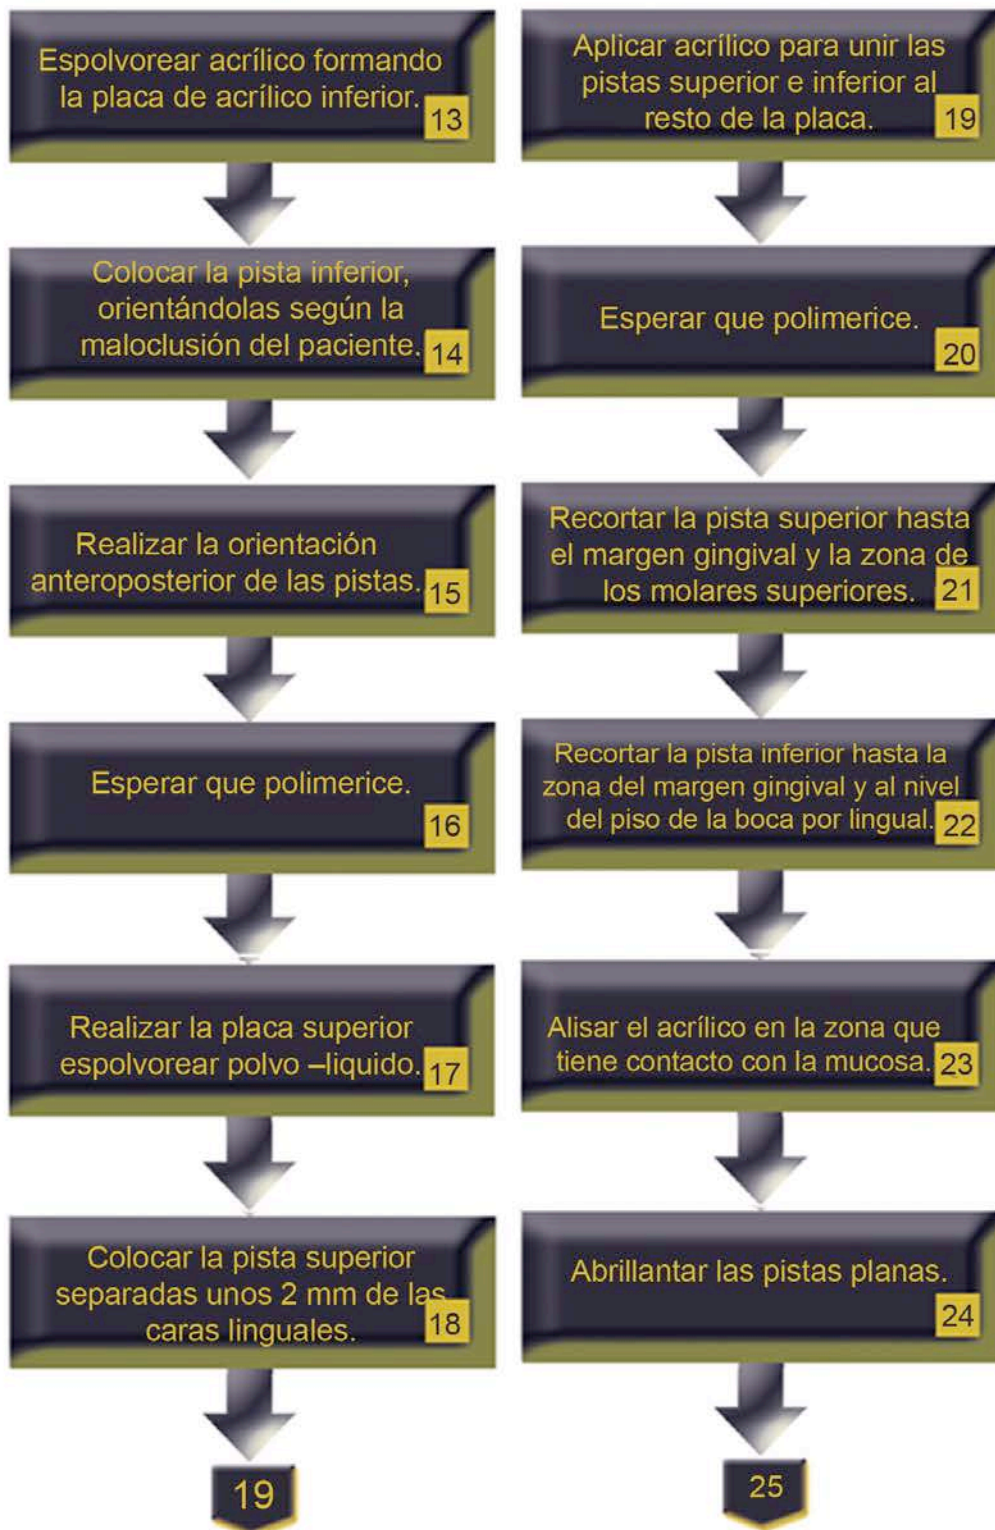 Espolvorear acrílico formando
la placa de acrílico inferior.
13
Colocar la pista inferior,
orientándolas según la
maloclusión del paciente.
14
Realizar la orientación
anteroposterior de las pistas.
15
Esperar que polimerice.
16
Realizar la placa superior
espolvorear polvo –liquido.
17
Colocar la pista superior
separadas unos 2 mm de las
caras linguales.
18
19
Aplicar acrílico para unir las
pistas superior e inferior al
resto de la placa.
19
Esperar que polimerice.
20
Recortar la pista superior hasta
el margen gingival y la zona de
los molares superiores.
21
Recortar la pista inferior hasta la
zona del margen gingival y al nivel
del piso de la boca por lingual.
22
Alisar el acrílico en la zona que
tiene contacto con la mucosa.
23
Abrillantar las pistas planas.
24
25